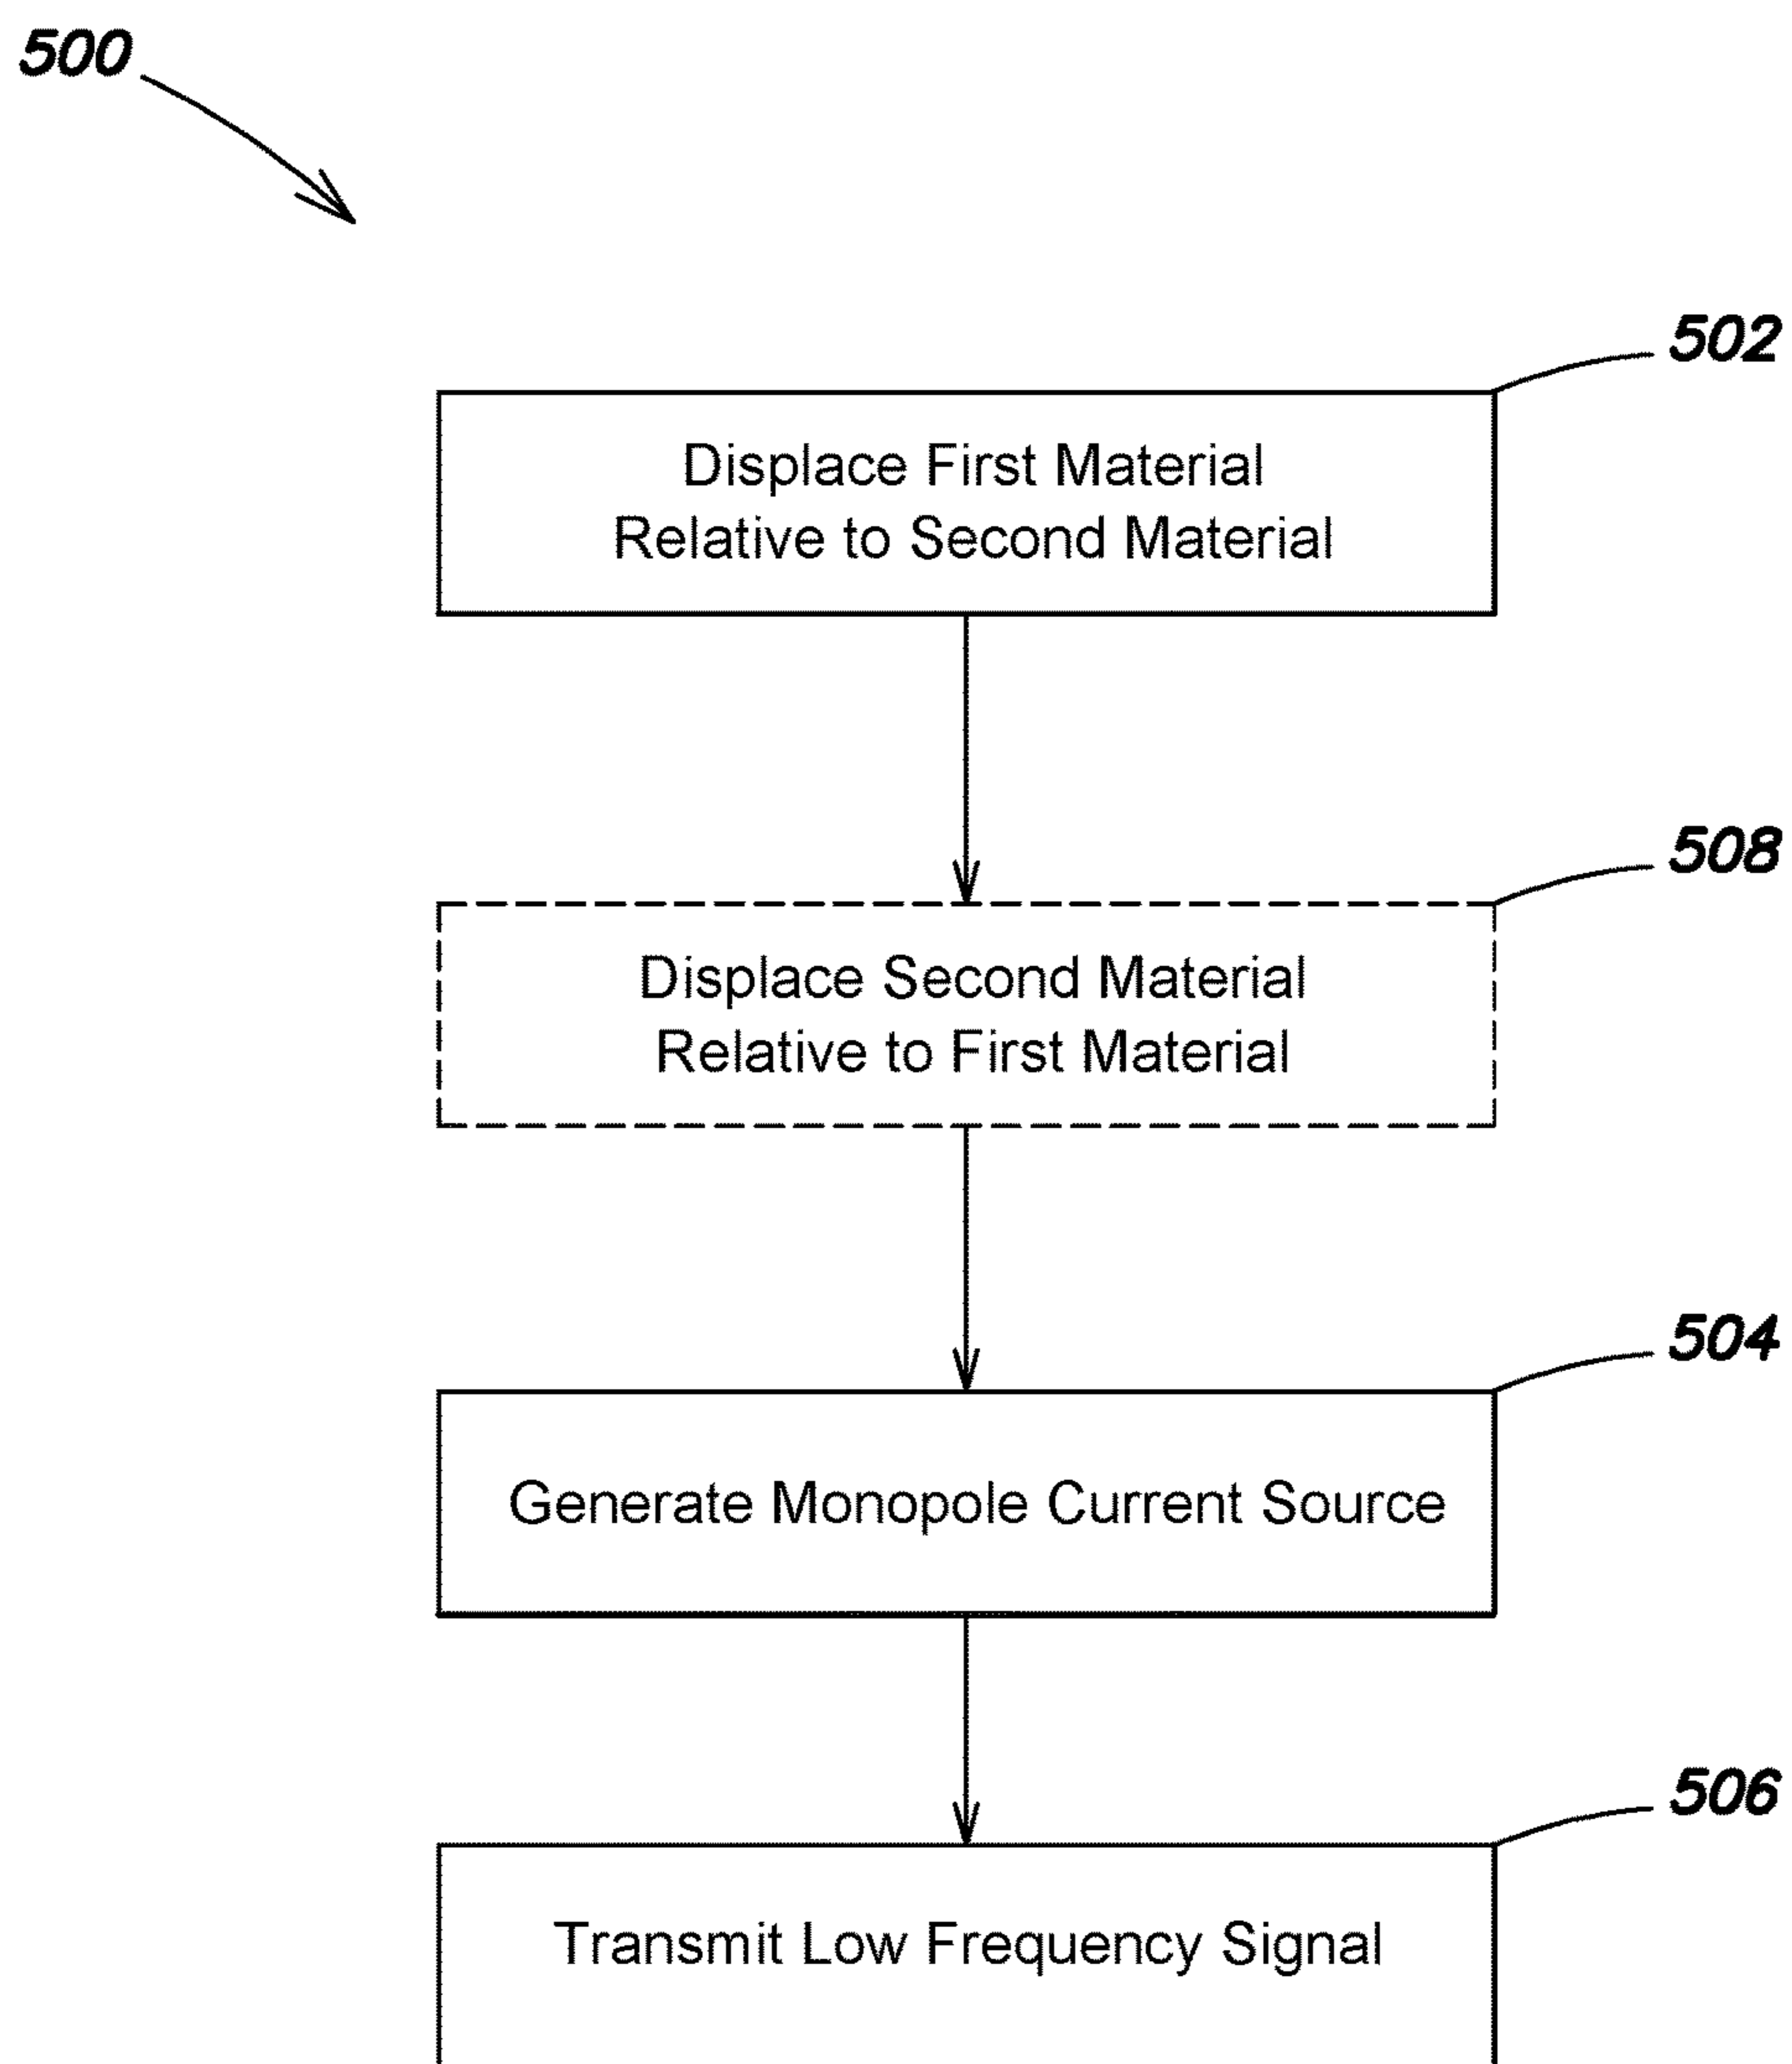 500
502
Displace First Material
Relative to Second Material
508
Displace Second Material
Relative to First Material
504
Generate Monopole Current Source
506
Transmit Low Frequency Signal